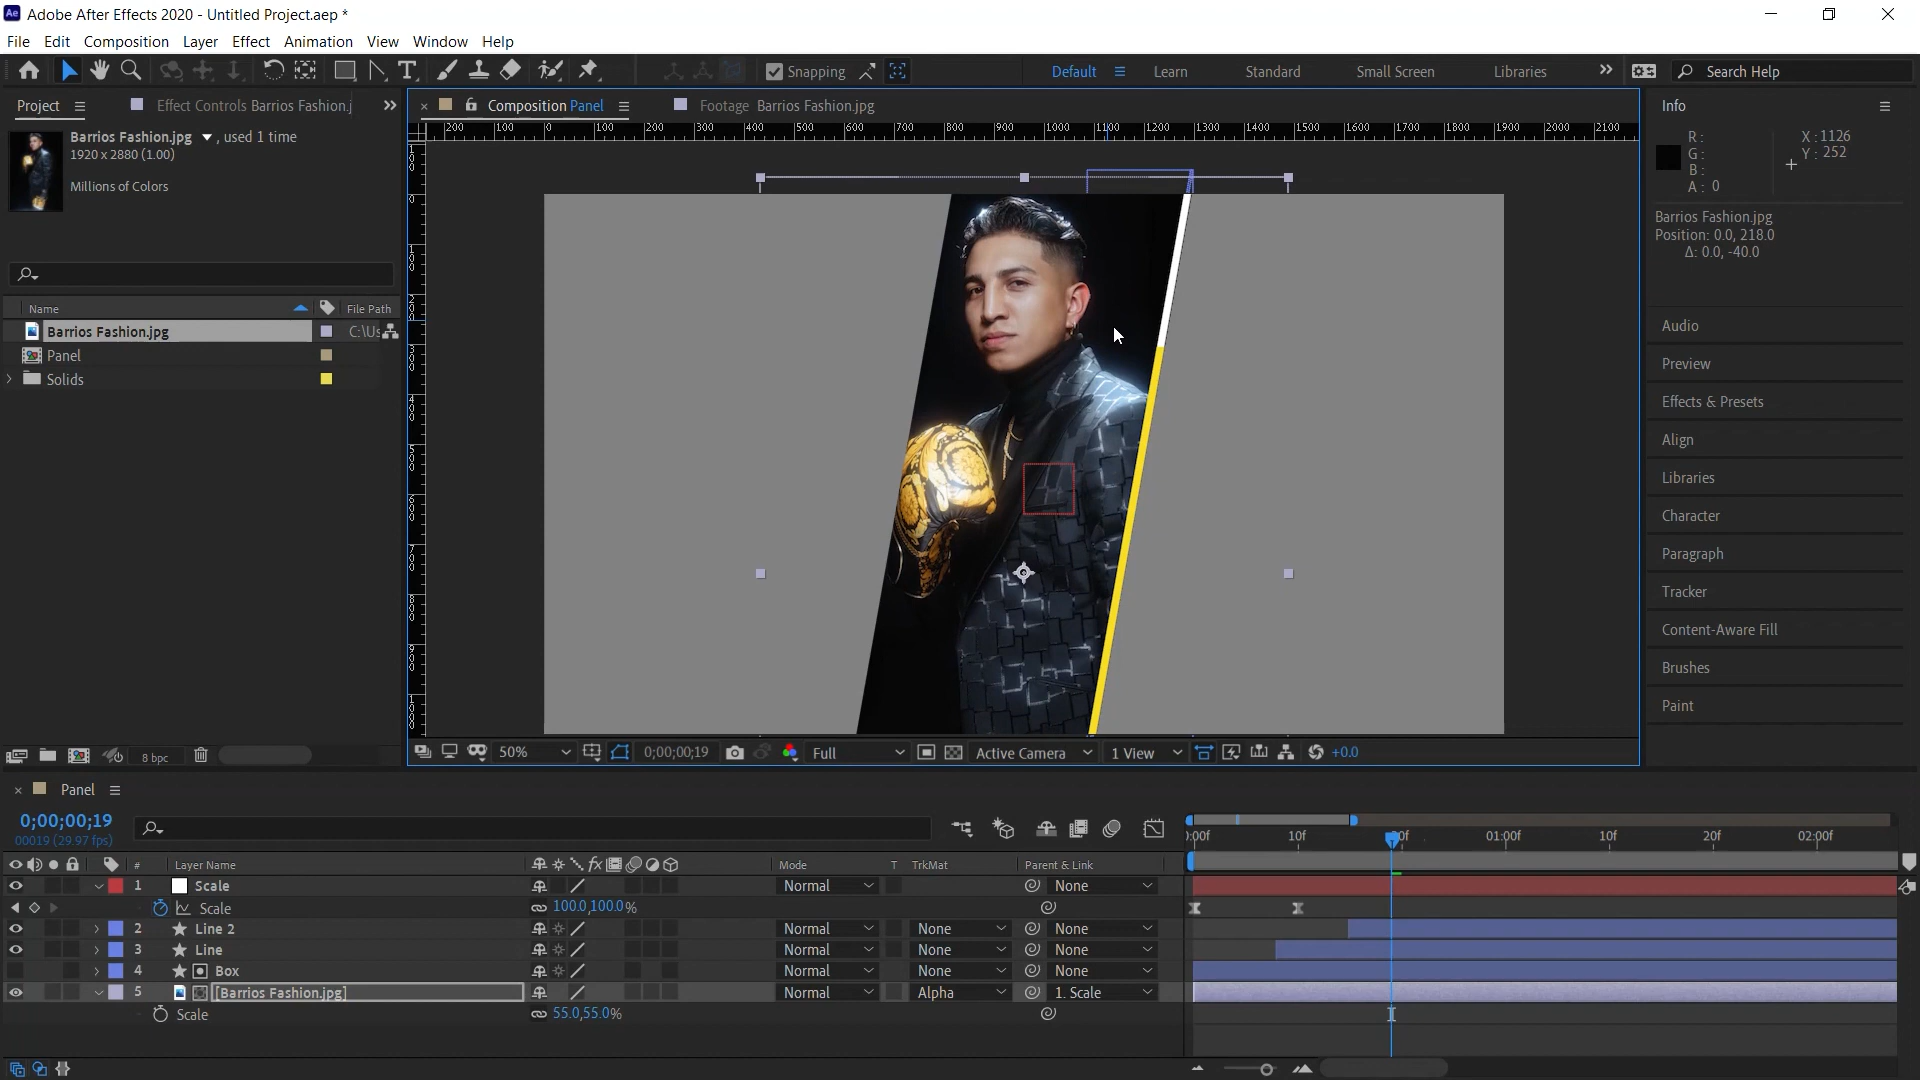 Adobe After Effects 2020 - Untitled Project.aep *
File Edit Composition Layer Effect Animation View Window Help
Snapping
Default Learn Standard Small Screen Libraries Search Help
Project Effect Controls Barrios Fashion.j
Composition Panel
Footage Barrios Fashion.jpg
Info
Barrios Fashion.jpg , used 1 time
1920 x 2880 (1.00)
Millions of Colors
200 100 0 100 200 300 400 500 600 700 800 900 1000 1100 1200 1300 1400 1500 1600 1700 1800 1900 2000 2100
R:
G:
B:
A: 0
X : 1126
Y : 252
Barrios Fashion.jpg
Position: 0.0, 218.0
Δ: 0.0, -40.0
Name File Path
Barrios Fashion.jpg C:\Us
Panel
Solids
Audio
Preview
Effects & Presets
Align
Libraries
Character
Paragraph
Tracker
Content-Aware Fill
Brushes
Paint
8 bpc
50% 0;00;00;19 Full Active Camera 1 View +0.0
Panel
0;00;00;19
00019 (29.97 fps)
):00f 10f 01:00f 10f 20f 02:00f
# Layer Name Mode T TrkMat Parent & Link
1 Scale Normal None
Scale 100.0,100.0%
2 Line 2 Normal None None
3 Line Normal None None
4 Box Normal None None
5 [Barrios Fashion.jpg] Normal Alpha 1. Scale
Scale 55.0,55.0%